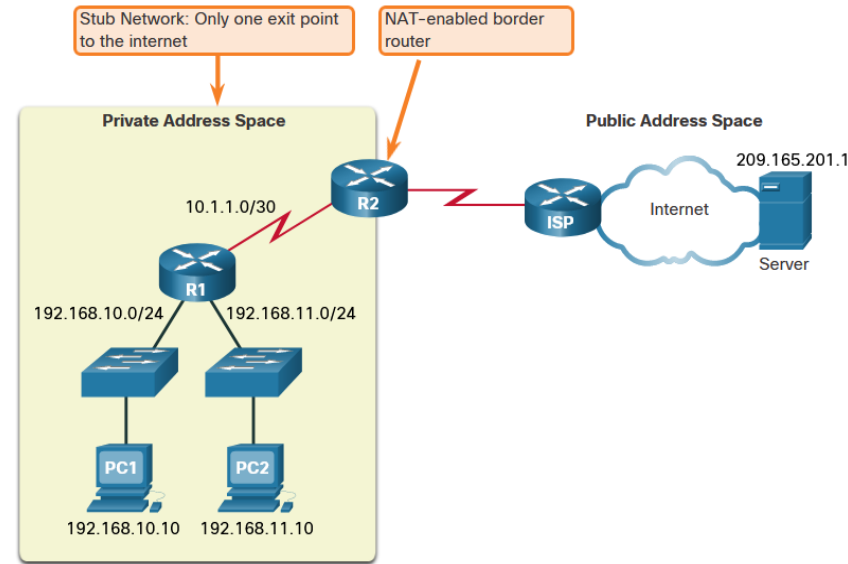 Stub Network: Only one exit point
to the internet
NAT-enabled border
router
Private Address Space
Public Address Space
209.165.201.1
10.1.1.0/30
R2
ISP
Internet
Server
R1
192.168.10.0/24
192.168.11.0/24
PC1
PC2
192.168.10.10
192.168.11.10